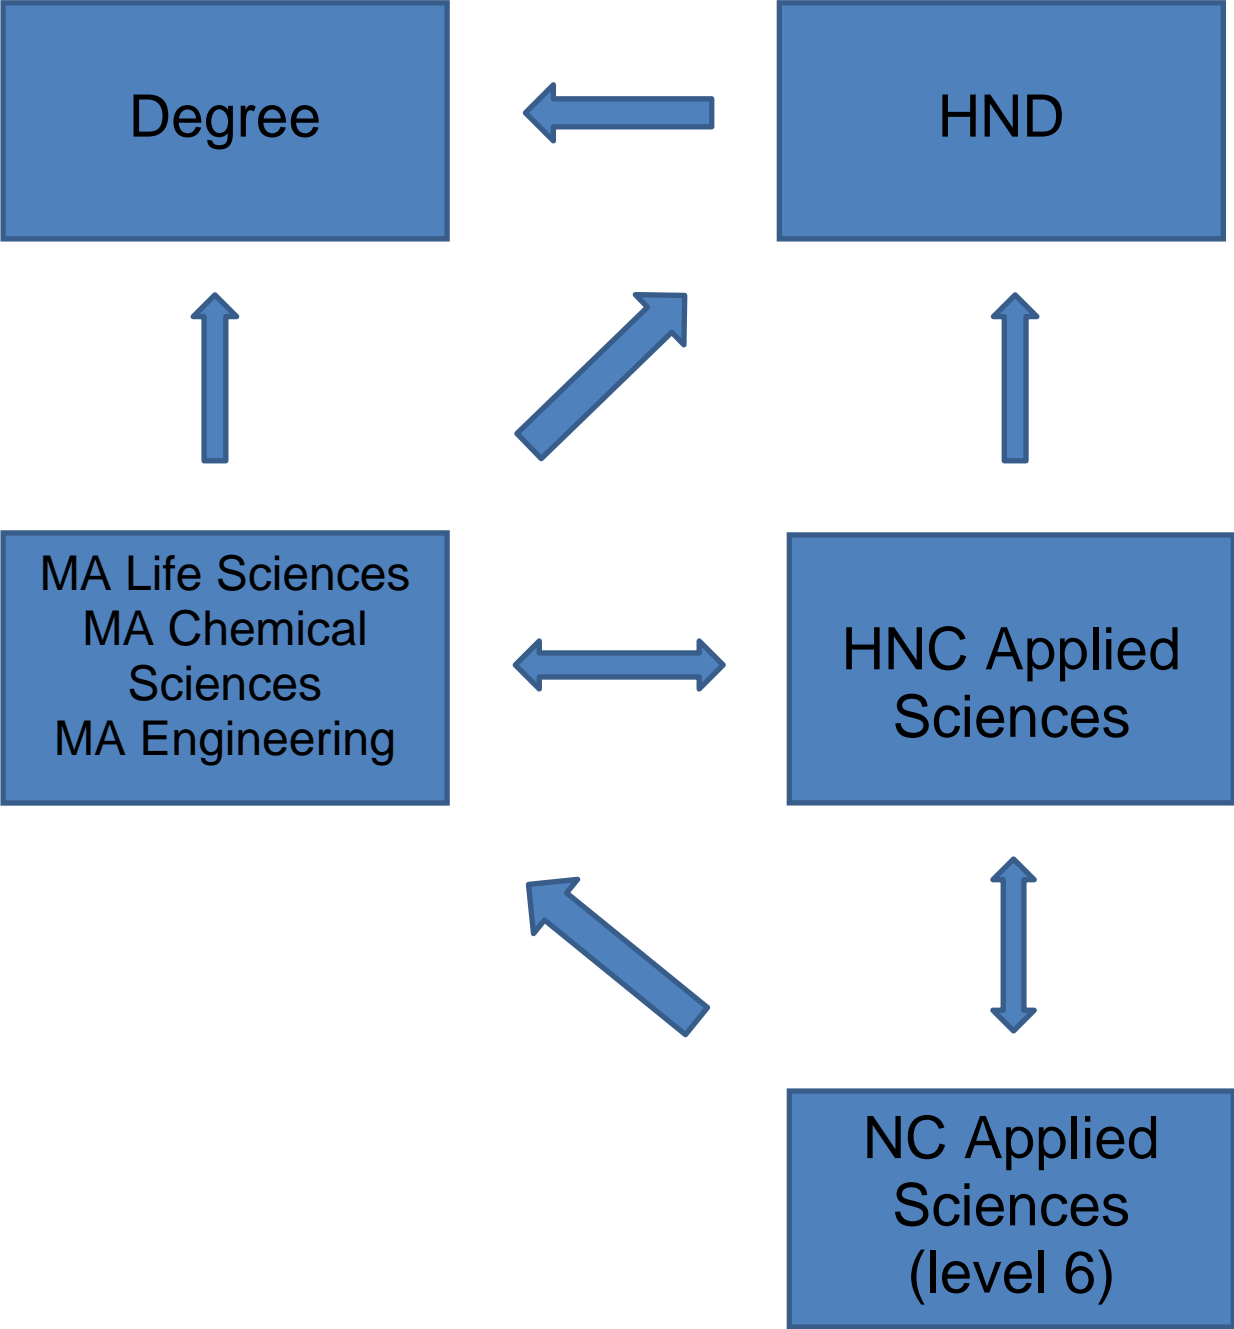 Degree
HND
MA Life Sciences
MA Chemical
Sciences
MA Engineering
HNC Applied
Sciences
NC Applied
Sciences
(level 6)